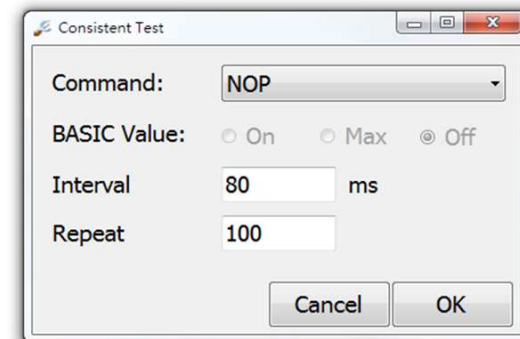 Consistent Test
Command: NOP
BASIC Value: On Max Off
Interval 80 ms
Repeat 100
Cancel OK